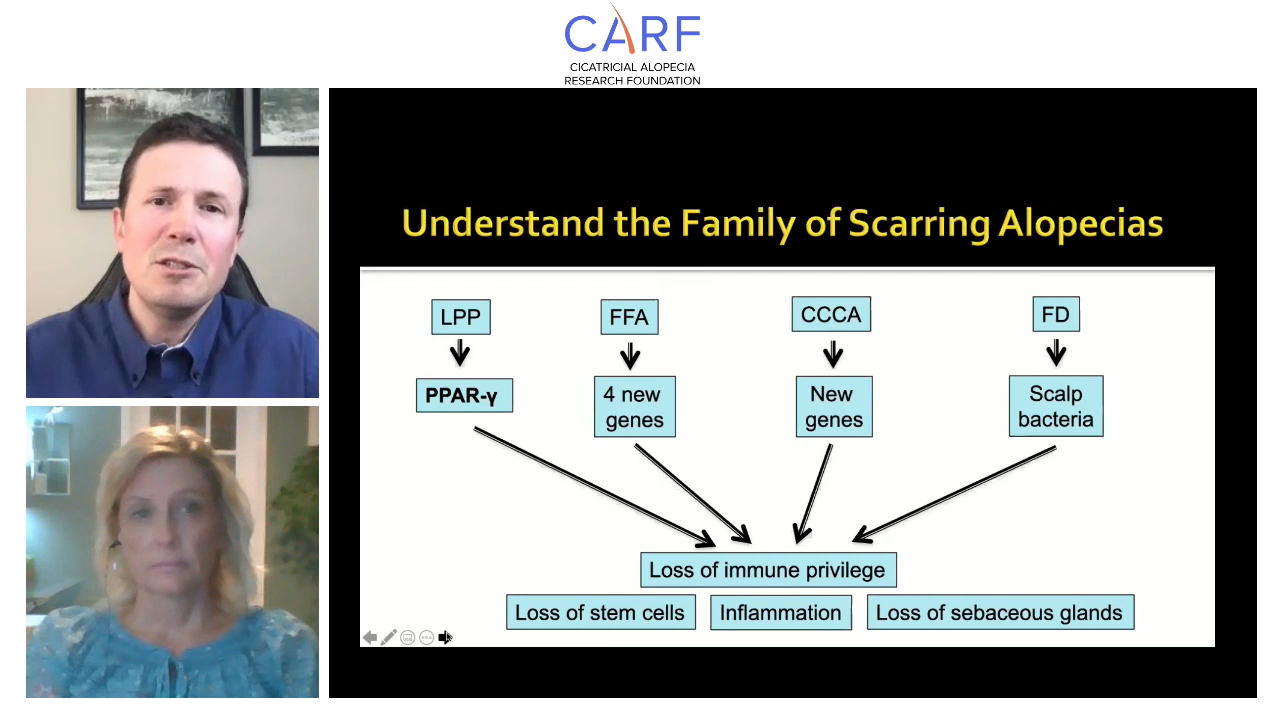 CARF
CICATRICIAL ALOPECIA
RESEARCH FOUNDATION
Understand the Family of Scarring Alopecias
LPP
FFA
CCCA
FD
PPAR-γ
4 new
genes
New
genes
Scalp
bacteria
Loss of immune privilege
Loss of stem cells
Inflammation
Loss of sebaceous glands